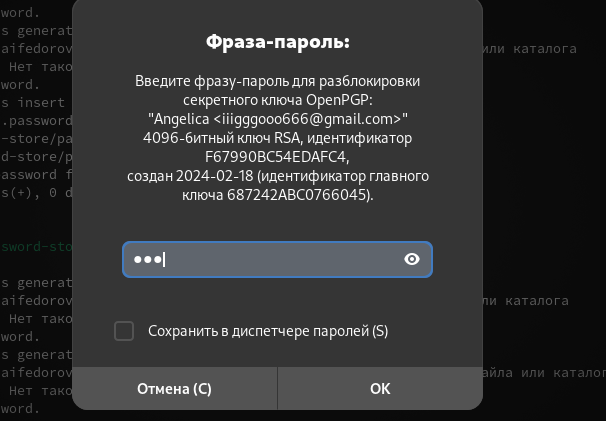 word.
s generat
aifedorov
Нет тако
word.
s insert
.password
-store/pa
d-store/p
assword f
s(+), 0 d
sword-sto
s generat
aifedorov
Нет тако
word.
s generat
aifedorov
Нет тако
word.
Фраза-пароль:
Введите фразу-пароль для разблокировки
секретного ключа OpenPGP:
"Angelica <iiigggooo666@gmail.com>"
4096-битный ключ RSA, идентификатор
F67990BC54EDAFC4,
создан 2024-02-18 (идентификатор главного
ключа 687242ABC0766045).
Сохранить в диспетчере паролей (S)
Отмена (C)
OK
или каталога
ли каталога
айла или каталог